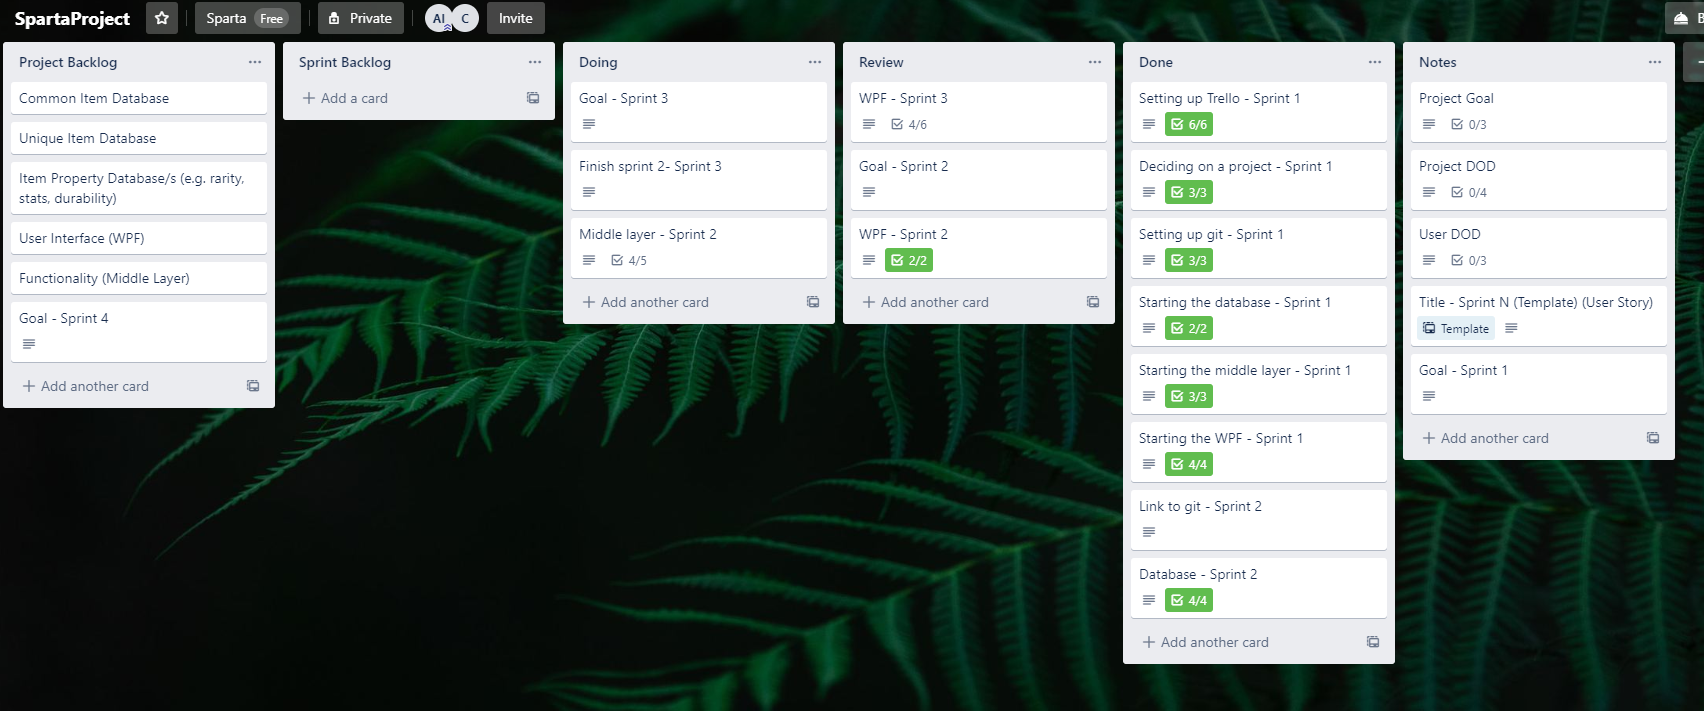 SpartaProject
Sparta Free
Private
AI
C
Invite
B
Project Backlog
Common Item Database
Unique Item Database
Item Property Database/s (e.g. rarity,
stats, durability)
User Interface (WPF)
Functionality (Middle Layer)
Goal - Sprint 4
Add another card
Sprint Backlog
Add a card
Doing
Goal - Sprint 3
Finish sprint 2- Sprint 3
Middle layer - Sprint 2
4/5
Add another card
Review
WPF - Sprint 3
4/6
Goal - Sprint 2
WPF - Sprint 2
2/2
Add another card
Done
Setting up Trello - Sprint 1
6/6
Deciding on a project - Sprint 1
3/3
Setting up git - Sprint 1
3/3
Starting the database - Sprint 1
2/2
Starting the middle layer - Sprint 1
3/3
Starting the WPF - Sprint 1
4/4
Link to git - Sprint 2
Database - Sprint 2
4/4
Add another card
Notes
Project Goal
0/3
Project DOD
0/4
User DOD
0/3
Title - Sprint N (Template) (User Story)
Template
Goal - Sprint 1
Add another card